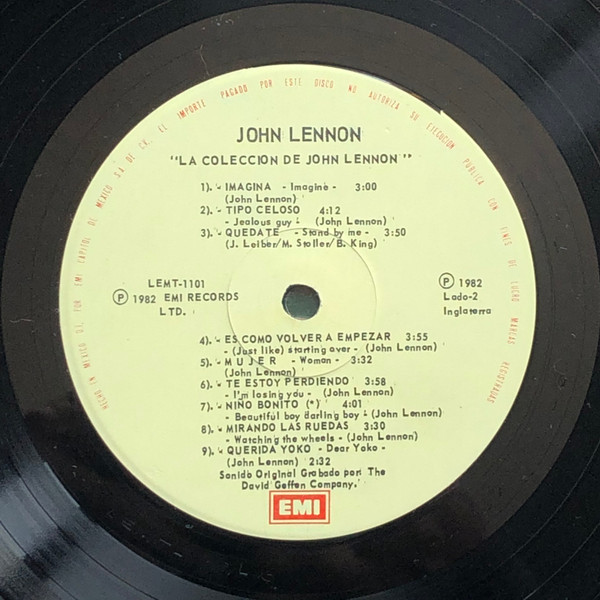 HECHO EN MEXICO POR EMI CAPITOL DE MEXICO S.A. DE C.V. EL IMPORTE PAGADO POR ESTE DISCO NO AUTORIZA SU EJECUCION PUBLICA CON FINES DE LUCRO MARCAS REGISTRADAS
JOHN LENNON
"LA COLECCION DE JOHN LENNON"
1).- IMAGINA - Imagine - 3:00
(John Lennon)
2).- TIPO CELOSO 4:12
- Jealous guy - (John Lennon)
3).- QUEDATE - Stand by me - 3:50
(J. Leiber/M. Stoller/B. King)
LEMT-1101
Ⓟ 1982 EMI RECORDS
LTD.
Ⓟ 1982
Lado-2
Inglaterra
4).- ES COMO VOLVER A EMPEZAR 3:55
- (Just like) starting over - (John Lennon)
5).- MUJER - Woman - 3:32
(John Lennon)
6).- TE ESTOY PERDIENDO 3:58
- I'm losing you - (John Lennon)
7).- NIÑO BONITO (*) 4:01
- Beautiful boy darling boy - (John Lennon)
8).- MIRANDO LAS RUEDAS 3:30
- Watching the wheels - (John Lennon)
9).- QUERIDA YOKO - Dear Yoko -
(John Lennon) 2:32
Sonido Original Grabado por: The
David Geffen Company.
EMI